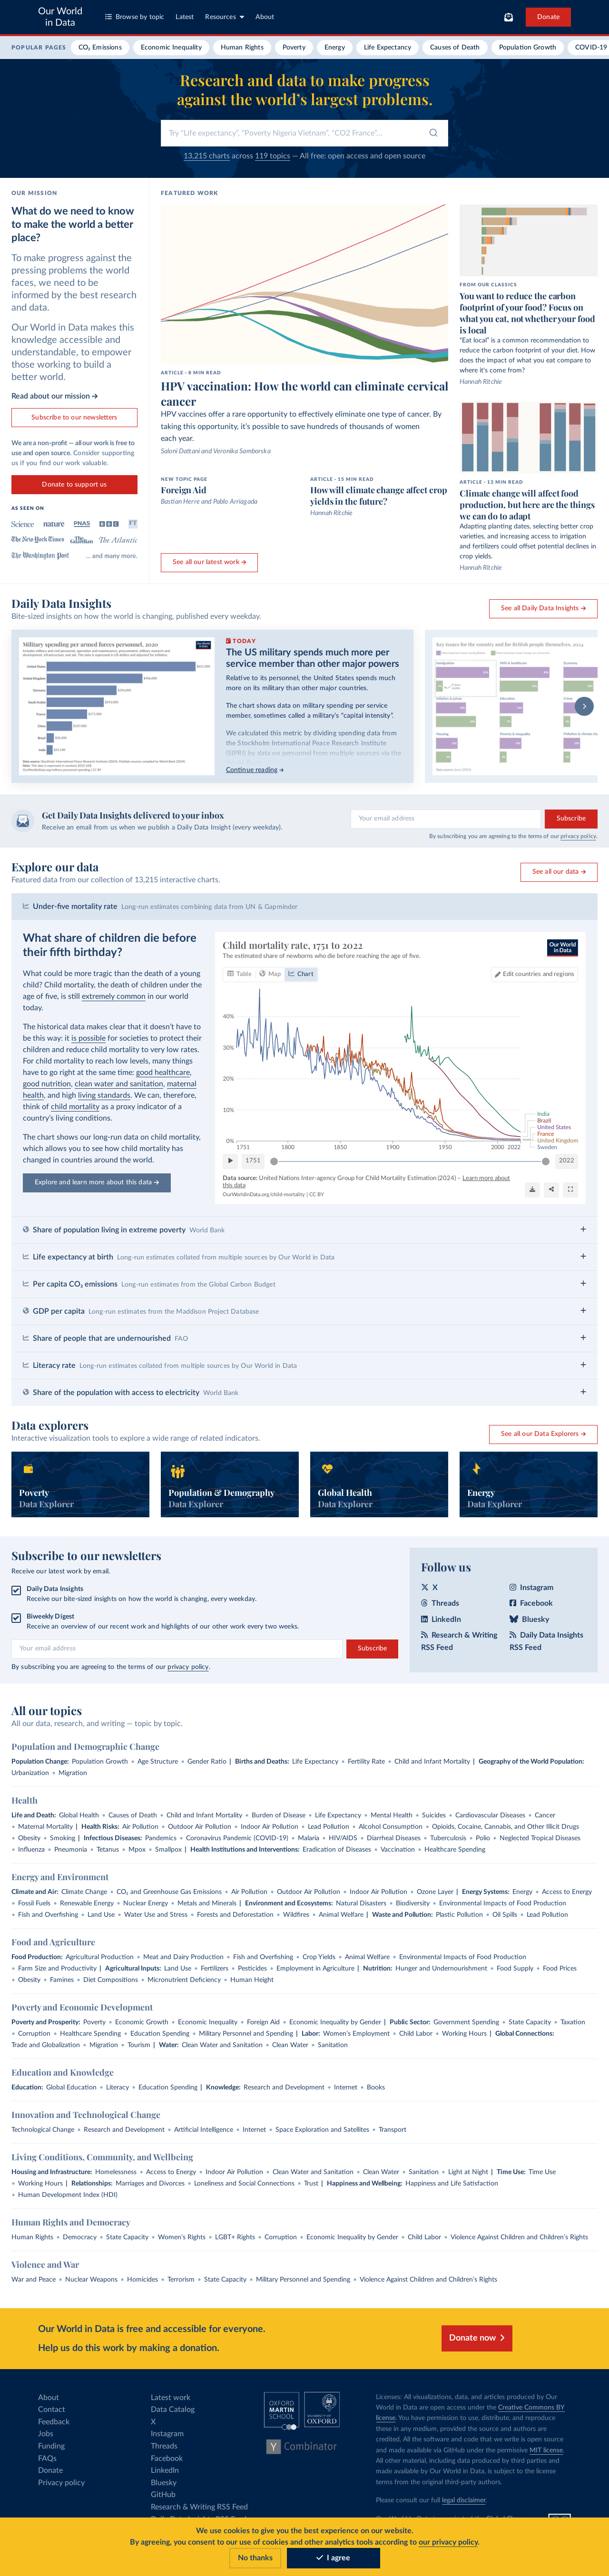 Our World
in Data
Browse by topic
Latest
Resources
About
Donate
POPULAR PAGES
CO₂ Emissions
Economic Inequality
Human Rights
Poverty
Energy
Life Expectancy
Causes of Death
Population Growth
COVID-19
Research and data to make progress
against the world's largest problems.
Try "Life expectancy", "Poverty Nigeria Vietnam", "CO2 France"...
13,215 charts across 119 topics — All free: open access and open source
OUR MISSION
What do we need to know
to make the world a better
place?
To make progress against the
pressing problems the world
faces, we need to be
informed by the best research
and data.
Our World in Data makes this
knowledge accessible and
understandable, to empower
those working to build a
better world.
Read about our mission →
Subscribe to our newsletters
We are a non-profit — all our work is free to
use and open source. Consider supporting
us if you find our work valuable.
Donate to support us
AS SEEN ON
Science
nature
PNAS
BBC
FT
The New York Times
The Guardian
The Atlantic
The Washington Post
... and many more.
FEATURED WORK
ARTICLE - 8 MIN READ
HPV vaccination: How the world can eliminate cervical
cancer
HPV vaccines offer a rare opportunity to effectively eliminate one type of cancer. By
taking this opportunity, it's possible to save hundreds of thousands of women
each year.
Saloni Dattani and Veronika Samborska
NEW TOPIC PAGE
Foreign Aid
Bastian Herre and Pablo Arriagada
ARTICLE - 15 MIN READ
How will climate change affect crop
yields in the future?
Hannah Ritchie
See all our latest work →
FROM OUR CLASSICS
You want to reduce the carbon
footprint of your food? Focus on
what you eat, not whether your food
is local
"Eat local" is a common recommendation to
reduce the carbon footprint of your diet. How
does the impact of what you eat compare to
where it's come from?
Hannah Ritchie
ARTICLE - 13 MIN READ
Climate change will affect food
production, but here are the things
we can do to adapt
Adapting planting dates, selecting better crop
varieties, and increasing access to irrigation
and fertilizers could offset potential declines in
crop yields.
Hannah Ritchie
Daily Data Insights
Bite-sized insights on how the world is changing, published every weekday.
See all Daily Data Insights →
Military spending per armed forces personnel, 2020
TODAY
The US military spends much more per
service member than other major powers
Relative to its personnel, the United States spends much
more on its military than other major countries.
The chart shows data on military spending per service
member, sometimes called a military's "capital intensity".
We calculated this metric by dividing spending data from
the Stockholm International Peace Research Institute
(SIPRI) by data on personnel from multiple sources via the
Continue reading →
Key issues for the country and for British people themselves, 2024
Get Daily Data Insights delivered to your inbox
Receive an email from us when we publish a Daily Data Insight (every weekday).
Your email address
Subscribe
By subscribing you are agreeing to the terms of our privacy policy.
Explore our data
Featured data from our collection of 13,215 interactive charts.
See all our data →
Under-five mortality rate Long-run estimates combining data from UN & Gapminder
What share of children die before
their fifth birthday?
What could be more tragic than the death of a young
child? Child mortality, the death of children under the
age of five, is still extremely common in our world
today.
The historical data makes clear that it doesn't have to
be this way: it is possible for societies to protect their
children and reduce child mortality to very low rates.
For child mortality to reach low levels, many things
have to go right at the same time: good healthcare,
good nutrition, clean water and sanitation, maternal
health, and high living standards. We can, therefore,
think of child mortality as a proxy indicator of a
country's living conditions.
The chart shows our long-run data on child mortality,
which allows you to see how child mortality has
changed in countries around the world.
Explore and learn more about this data →
Child mortality rate, 1751 to 2022
The estimated share of newborns who die before reaching the age of five.
Our World
in Data
Table
Map
Chart
Edit countries and regions
40%
30%
20%
10%
0%
1751
1800
1850
1900
1950
2000
2022
India
Brazil
United States
France
United Kingdom
Sweden
1751
2022
Data source: United Nations Inter-agency Group for Child Mortality Estimation (2024) – Learn more about
this data
OurWorldInData.org/child-mortality | CC BY
Share of population living in extreme poverty World Bank
Life expectancy at birth Long-run estimates collated from multiple sources by Our World in Data
Per capita CO₂ emissions Long-run estimates from the Global Carbon Budget
GDP per capita Long-run estimates from the Maddison Project Database
Share of people that are undernourished FAO
Literacy rate Long-run estimates collated from multiple sources by Our World in Data
Share of the population with access to electricity World Bank
Data explorers
Interactive visualization tools to explore a wide range of related indicators.
See all our Data Explorers →
Poverty
Data Explorer
Population & Demography
Data Explorer
Global Health
Data Explorer
Energy
Data Explorer
Subscribe to our newsletters
Receive our latest work by email.
Daily Data Insights
Receive our bite-sized insights on how the world is changing, every weekday.
Biweekly Digest
Receive an overview of our recent work and highlights of our other work every two weeks.
Your email address
Subscribe
By subscribing you are agreeing to the terms of our privacy policy.
Follow us
X
Instagram
Threads
Facebook
LinkedIn
Bluesky
Research & Writing
RSS Feed
Daily Data Insights
RSS Feed
All our topics
All our data, research, and writing — topic by topic.
Population and Demographic Change
Population Change: Population Growth • Age Structure • Gender Ratio | Births and Deaths: Life Expectancy • Fertility Rate • Child and Infant Mortality | Geography of the World Population:
Urbanization • Migration
Health
Life and Death: Global Health • Causes of Death • Child and Infant Mortality • Burden of Disease • Life Expectancy • Mental Health • Suicides • Cardiovascular Diseases • Cancer
• Maternal Mortality | Health Risks: Air Pollution • Outdoor Air Pollution • Indoor Air Pollution • Lead Pollution • Alcohol Consumption • Opioids, Cocaine, Cannabis, and Other Illicit Drugs
• Obesity • Smoking | Infectious Diseases: Pandemics • Coronavirus Pandemic (COVID-19) • Malaria • HIV/AIDS • Diarrheal Diseases • Tuberculosis • Polio • Neglected Tropical Diseases
• Influenza • Pneumonia • Tetanus • Mpox • Smallpox | Health Institutions and Interventions: Eradication of Diseases • Vaccination • Healthcare Spending
Energy and Environment
Climate and Air: Climate Change • CO₂ and Greenhouse Gas Emissions • Air Pollution • Outdoor Air Pollution • Indoor Air Pollution • Ozone Layer | Energy Systems: Energy • Access to Energy
• Fossil Fuels • Renewable Energy • Nuclear Energy • Metals and Minerals | Environment and Ecosystems: Natural Disasters • Biodiversity • Environmental Impacts of Food Production
• Fish and Overfishing • Land Use • Water Use and Stress • Forests and Deforestation • Wildfires • Animal Welfare | Waste and Pollution: Plastic Pollution • Oil Spills • Lead Pollution
Food and Agriculture
Food Production: Agricultural Production • Meat and Dairy Production • Fish and Overfishing • Crop Yields • Animal Welfare • Environmental Impacts of Food Production
• Farm Size and Productivity | Agricultural Inputs: Land Use • Fertilizers • Pesticides • Employment in Agriculture | Nutrition: Hunger and Undernourishment • Food Supply • Food Prices
• Obesity • Famines • Diet Compositions • Micronutrient Deficiency • Human Height
Poverty and Economic Development
Poverty and Prosperity: Poverty • Economic Growth • Economic Inequality • Foreign Aid • Economic Inequality by Gender | Public Sector: Government Spending • State Capacity • Taxation
• Corruption • Healthcare Spending • Education Spending • Military Personnel and Spending | Labor: Women's Employment • Child Labor • Working Hours | Global Connections:
Trade and Globalization • Migration • Tourism | Water: Clean Water and Sanitation • Clean Water • Sanitation
Education and Knowledge
Education: Global Education • Literacy • Education Spending | Knowledge: Research and Development • Internet • Books
Innovation and Technological Change
Technological Change • Research and Development • Artificial Intelligence • Internet • Space Exploration and Satellites • Transport
Living Conditions, Community, and Wellbeing
Housing and Infrastructure: Homelessness • Access to Energy • Indoor Air Pollution • Clean Water and Sanitation • Clean Water • Sanitation • Light at Night | Time Use: Time Use
• Working Hours | Relationships: Marriages and Divorces • Loneliness and Social Connections • Trust | Happiness and Wellbeing: Happiness and Life Satisfaction
• Human Development Index (HDI)
Human Rights and Democracy
Human Rights • Democracy • State Capacity • Women's Rights • LGBT+ Rights • Corruption • Economic Inequality by Gender • Child Labor • Violence Against Children and Children's Rights
Violence and War
War and Peace • Nuclear Weapons • Homicides • Terrorism • State Capacity • Military Personnel and Spending • Violence Against Children and Children's Rights
Our World in Data is free and accessible for everyone.
Help us do this work by making a donation.
Donate now
About
Contact
Feedback
Jobs
Funding
FAQs
Donate
Privacy policy
Latest work
Data Catalog
X
Instagram
Threads
Facebook
LinkedIn
Bluesky
GitHub
Research & Writing RSS Feed
OXFORD
MARTIN
SCHOOL
UNIVERSITY OF
OXFORD
Y Combinator
Licenses: All visualizations, data, and articles produced by Our
World in Data are open access under the Creative Commons BY
license. You have permission to use, distribute, and reproduce
these in any medium, provided the source and authors are
credited. All the software and code that we write is open source
and made available via GitHub under the permissive MIT license.
All other material, including data produced by third parties and
made available by Our World in Data, is subject to the license
terms from the original third-party authors.
Please consult our full legal disclaimer.
We use cookies to give you the best experience on our website.
By agreeing, you consent to our use of cookies and other analytics tools according to our privacy policy.
No thanks
I agree